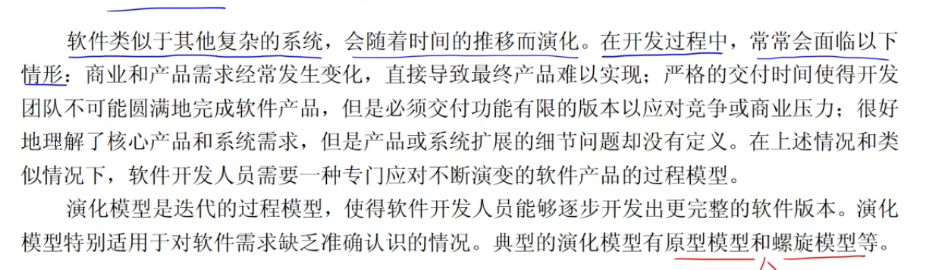 软件类似于其他复杂的系统，会随着时间的推移而演化。在开发过程中，常常会面临以下
情形：商业和产品需求经常发生变化，直接导致最终产品难以实现；严格的交付时间使得开发
团队不可能圆满地完成软件产品，但是必须交付功能有限的版本以应对竞争或商业压力；很好
地理解了核心产品和系统需求，但是产品或系统扩展的细节问题却没有定义。在上述情况和类
似情况下，软件开发人员需要一种专门应对不断演变的软件产品的过程模型。
演化模型是迭代的过程模型，使得软件开发人员能够逐步开发出更完整的软件版本。演化
模型特别适用于对软件需求缺乏准确认识的情况。典型的演化模型有原型模型和螺旋模型等。